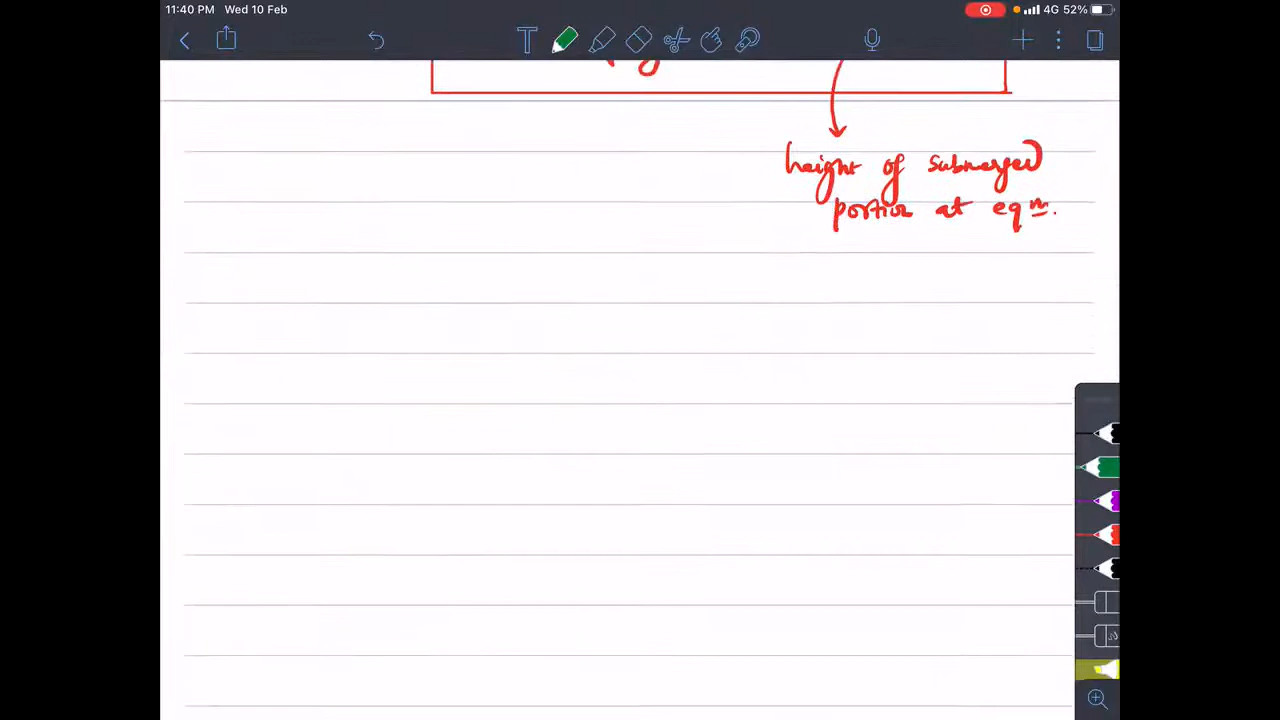 11:40 PM Wed 10 Feb
4G 52%
height of submerged
portion at eqm.